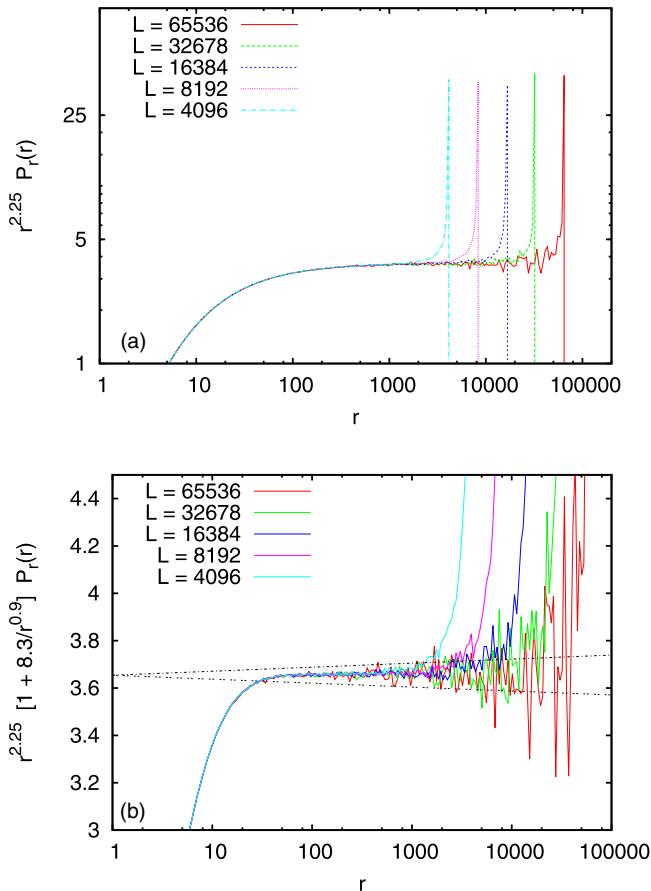 L = 65536
L = 32678
L = 16384
L = 8192
L = 4096
25
5
1
r^2.25 P_r(r)
(a)
1 10 100 1000 10000 100000
r
L = 65536
L = 32678
L = 16384
L = 8192
L = 4096
4.4
4.2
4
3.8
3.6
3.4
3.2
3
r^2.25 [1 + 8.3/r^0.9] P_r(r)
(b)
1 10 100 1000 10000 100000
r